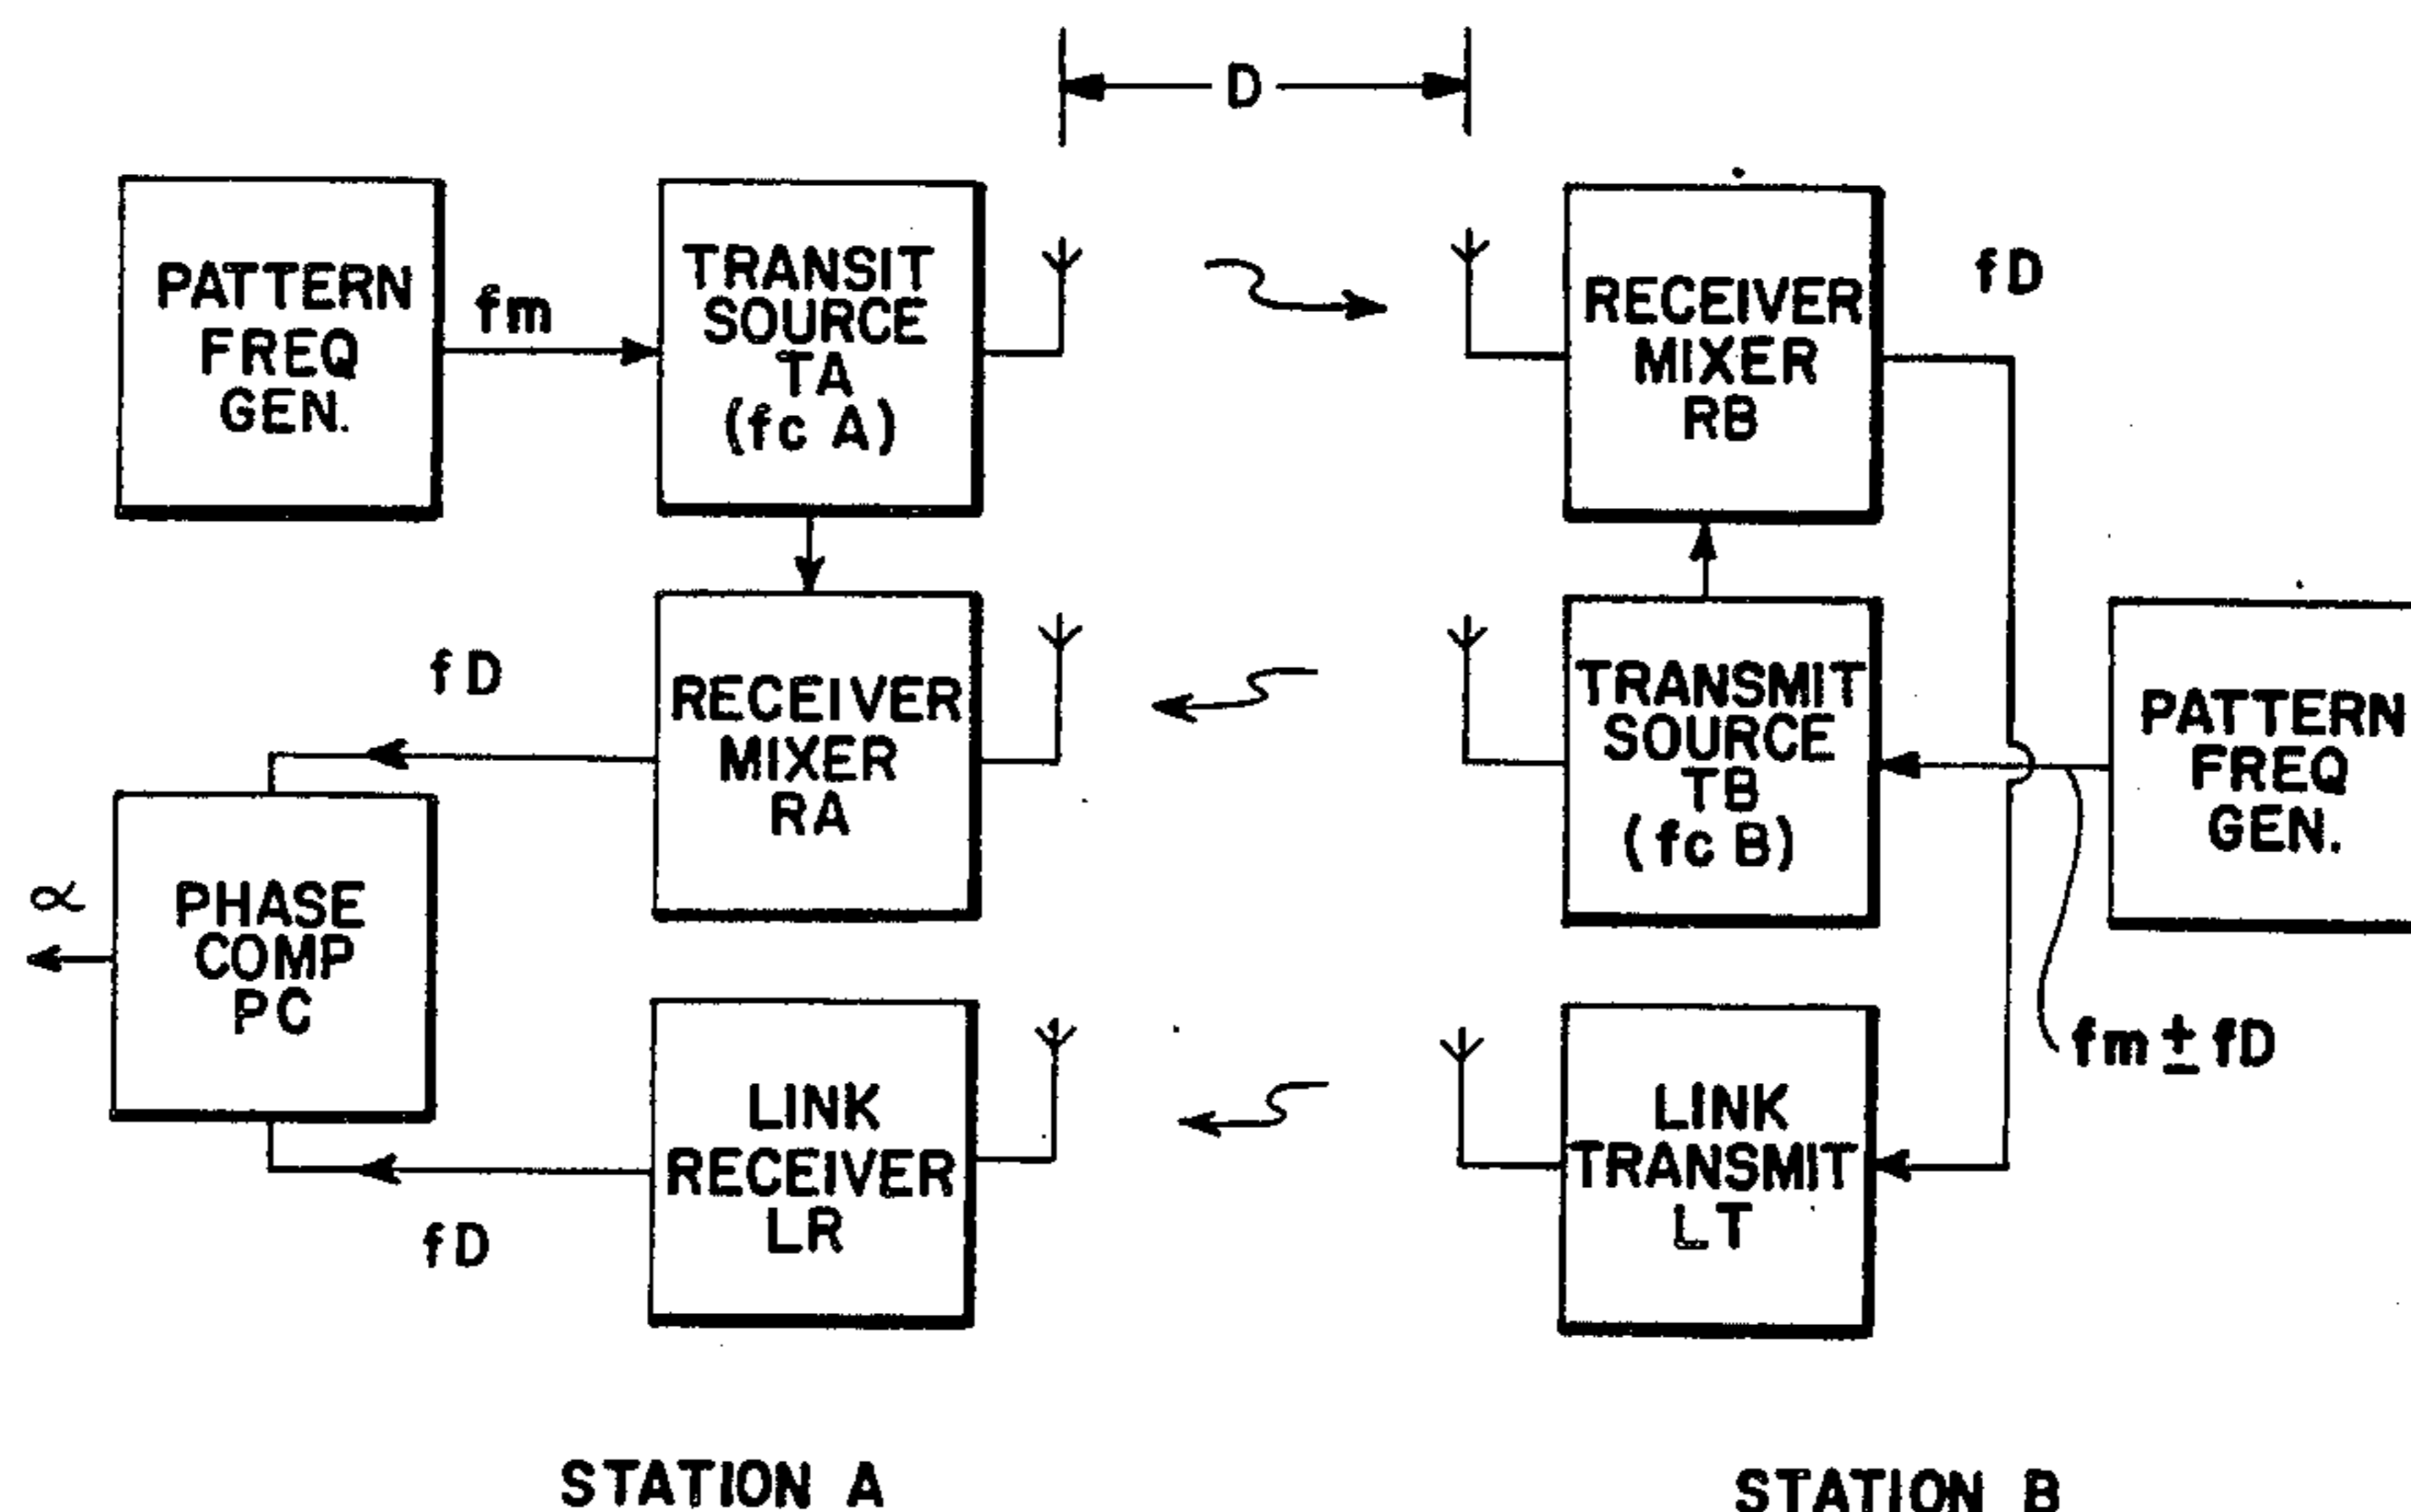 D
PATTERN
FREQ
GEN.
fm
TRANSIT
SOURCE
TA
(fc A)
RECEIVER
MIXER
RB
fD
fD
RECEIVER
MIXER
RA
TRANSMIT
SOURCE
TB
(fc B)
PATTERN
FREQ
GEN.
∝
PHASE
COMP
PC
fm ± fD
LINK
RECEIVER
LR
LINK
TRANSMIT
LT
fD
STATION A
STATION B